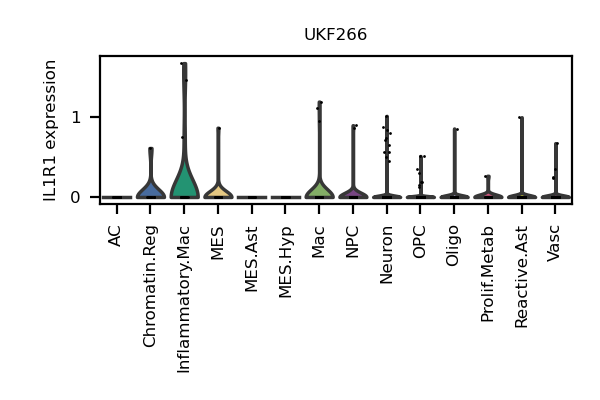 UKF266
IL1R1 expression
1
0
AC
Chromatin.Reg
Inflammatory.Mac
MES
MES.Ast
MES.Hyp
Mac
NPC
Neuron
OPC
Oligo
Prolif.Metab
Reactive.Ast
Vasc